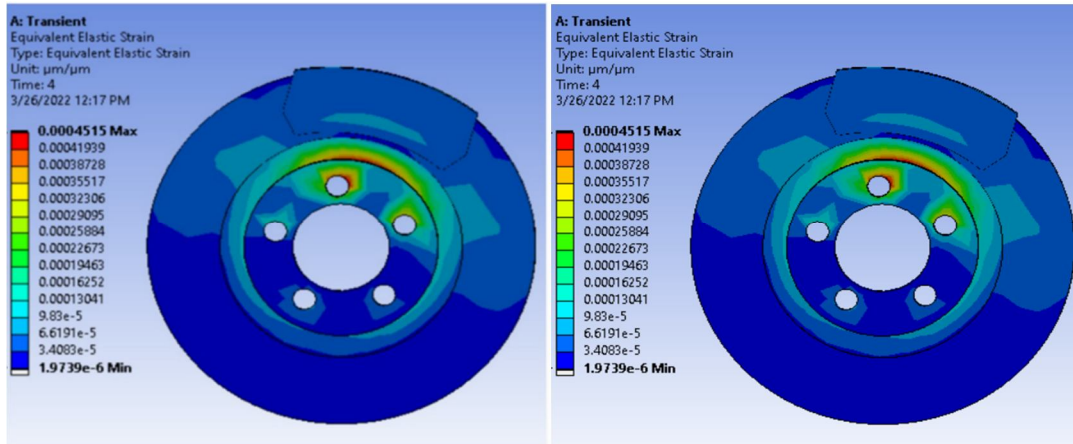 A: Transient
Equivalent Elastic Strain
Type: Equivalent Elastic Strain
Unit: µm/µm
Time: 4
3/26/2022 12:17 PM
0.0004515 Max
0.00041939
0.00038728
0.00035517
0.00032306
0.00029095
0.00025884
0.00022673
0.00019463
0.00016252
0.00013041
9.83e-5
6.6191e-5
3.4083e-5
1.9739e-6 Min
A: Transient
Equivalent Elastic Strain
Type: Equivalent Elastic Strain
Unit: µm/µm
Time: 4
3/26/2022 12:17 PM
0.0004515 Max
0.00041939
0.00038728
0.00035517
0.00032306
0.00029095
0.00025884
0.00022673
0.00019463
0.00016252
0.00013041
9.83e-5
6.6191e-5
3.4083e-5
1.9739e-6 Min